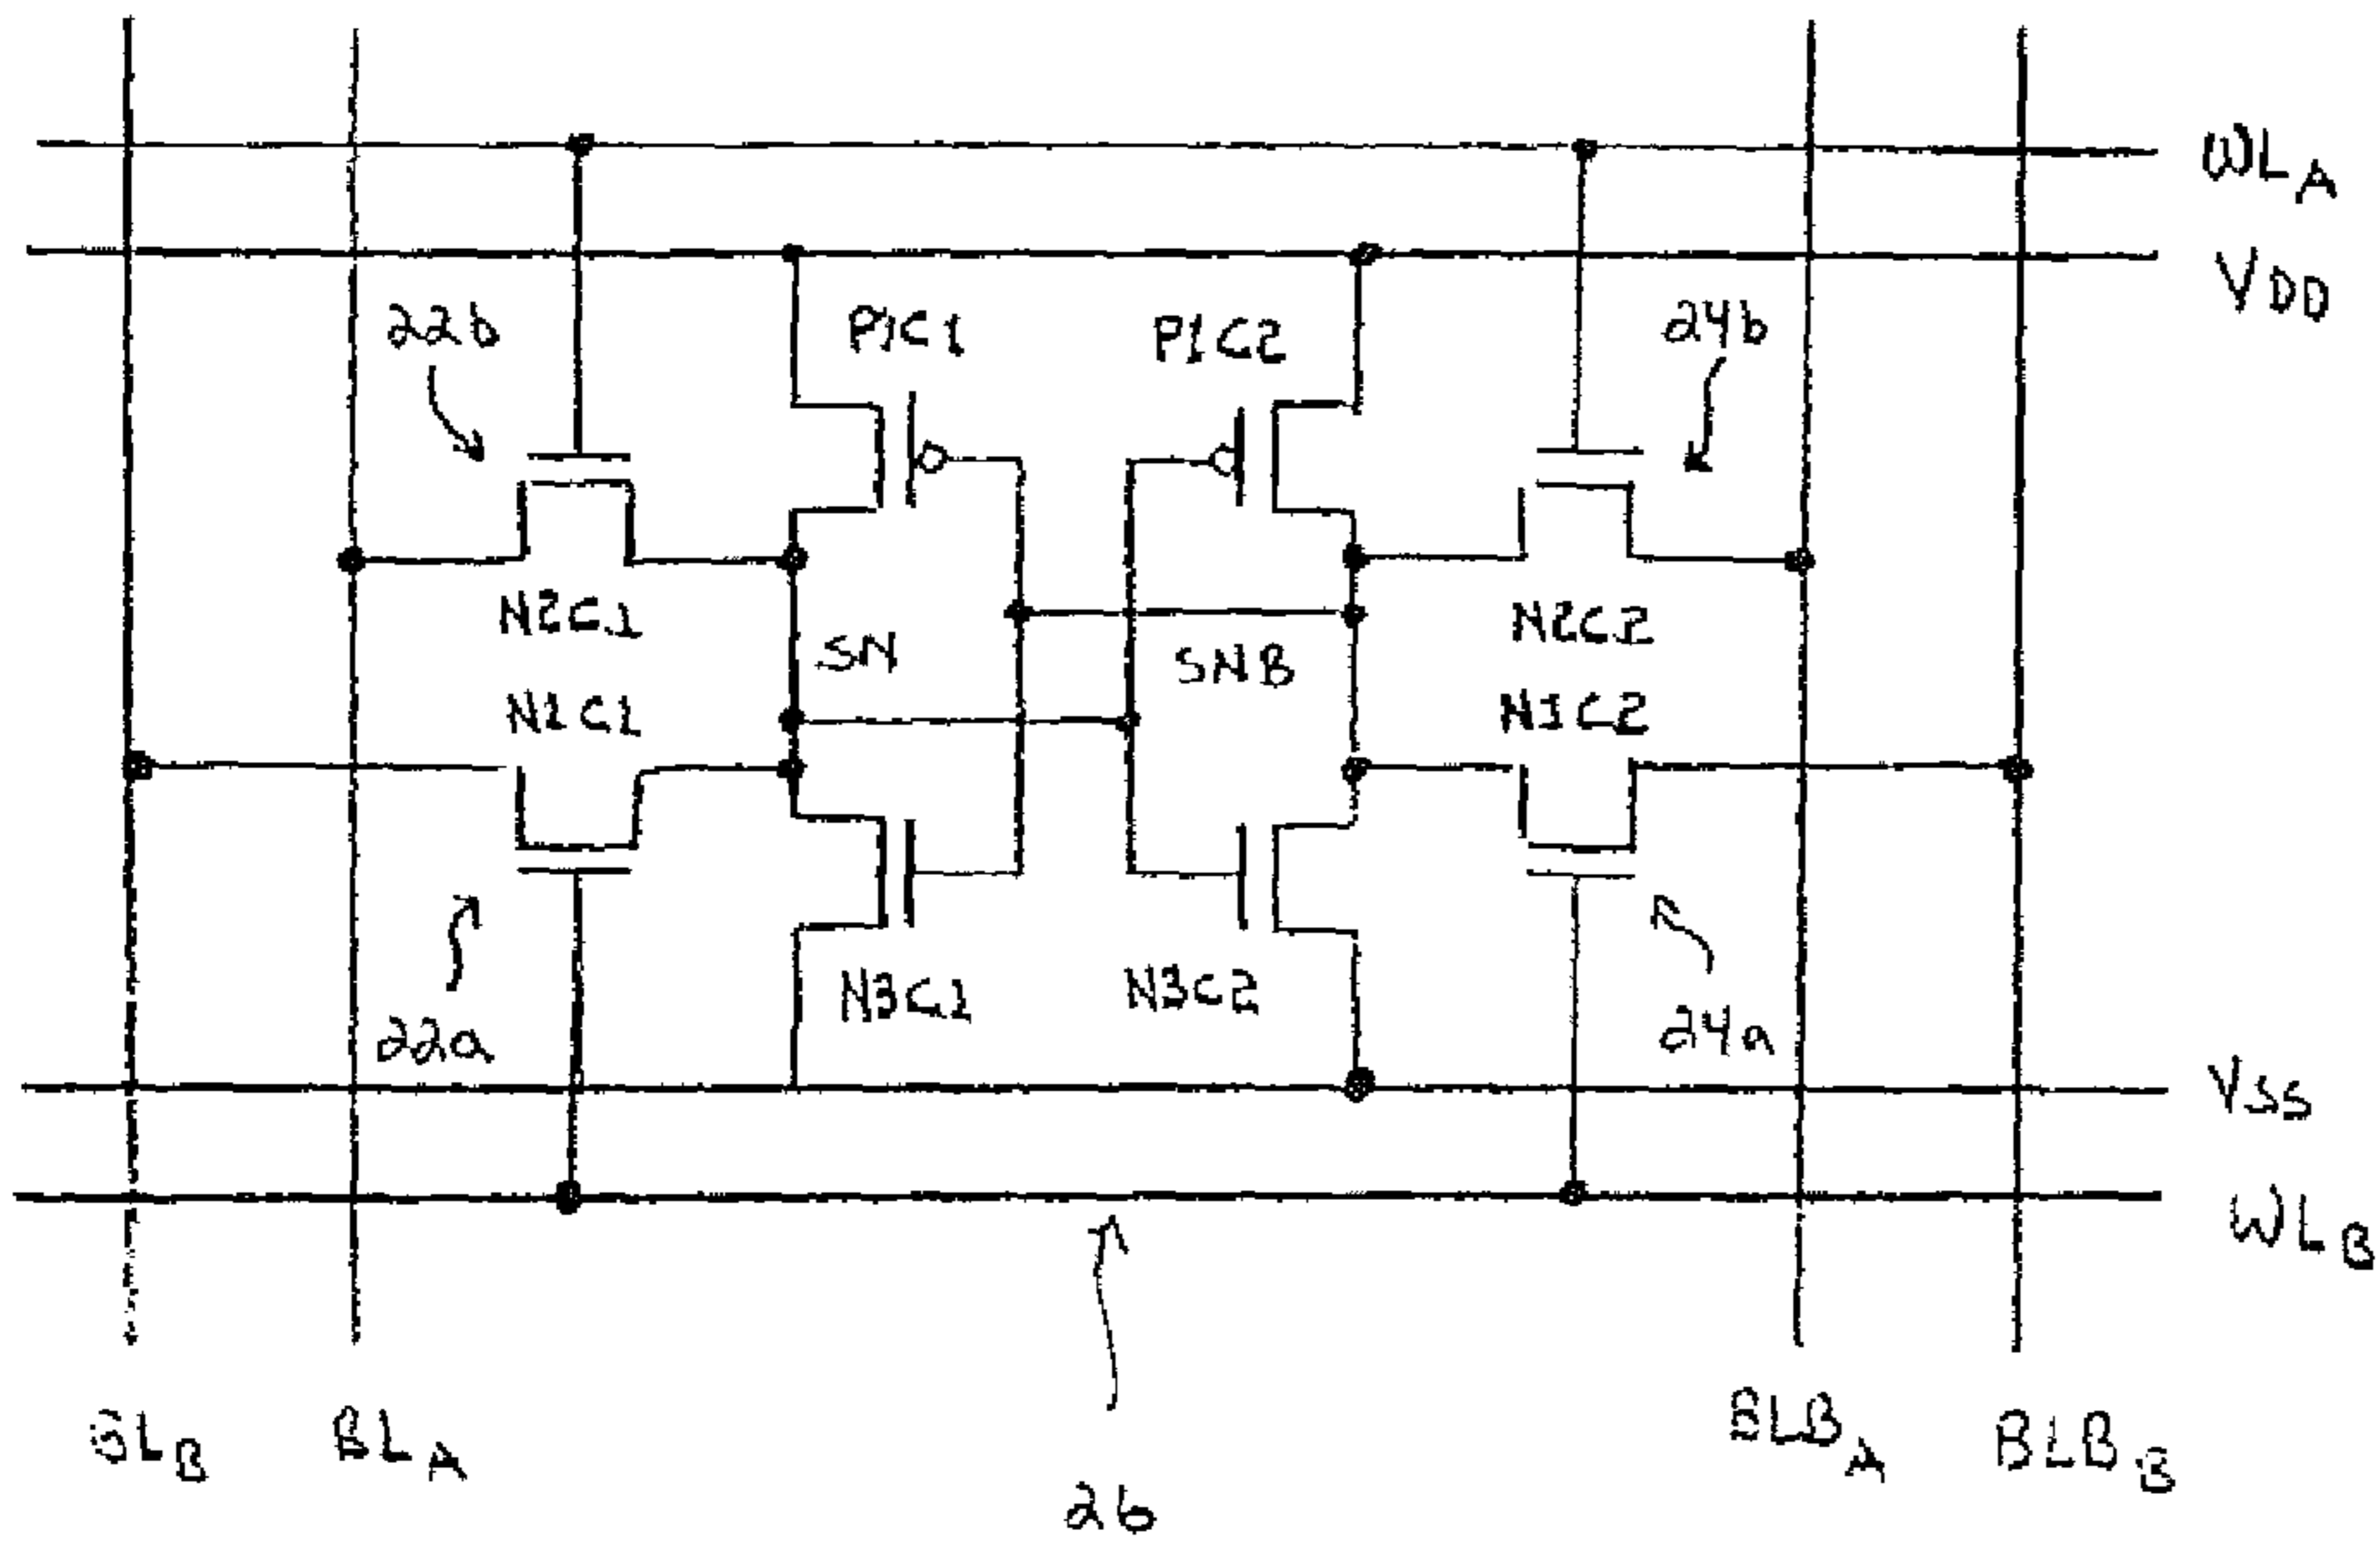 WLA
VDD
22b
P1C1
P1C2
24b
N2C1
SN
SNB
N2C2
N1C1
N1C2
22a
N3C1
N3C2
24a
VSS
WLB
BLB
BLA
BLBA
BLBB
26